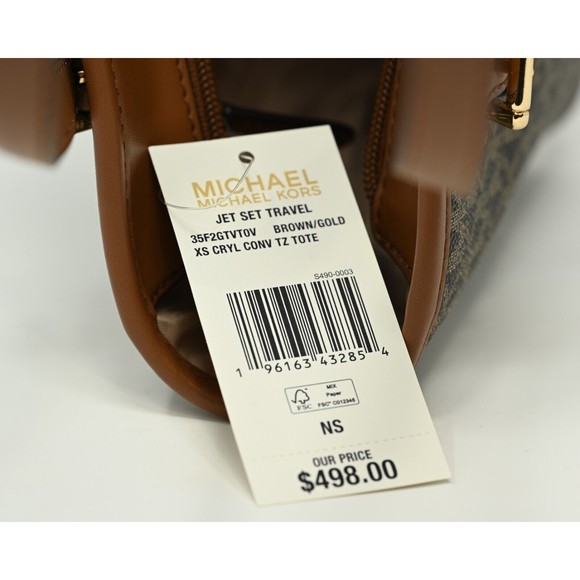 MICHAEL
MICHAEL KORS
JET SET TRAVEL
35F2GTVT0V BROWN/GOLD
XS CRYL CONV TZ TOTE
S490-0003
1 96163 43285 4
FSC
MIX
Paper
FSC® C012946
NS
OUR PRICE
$498.00